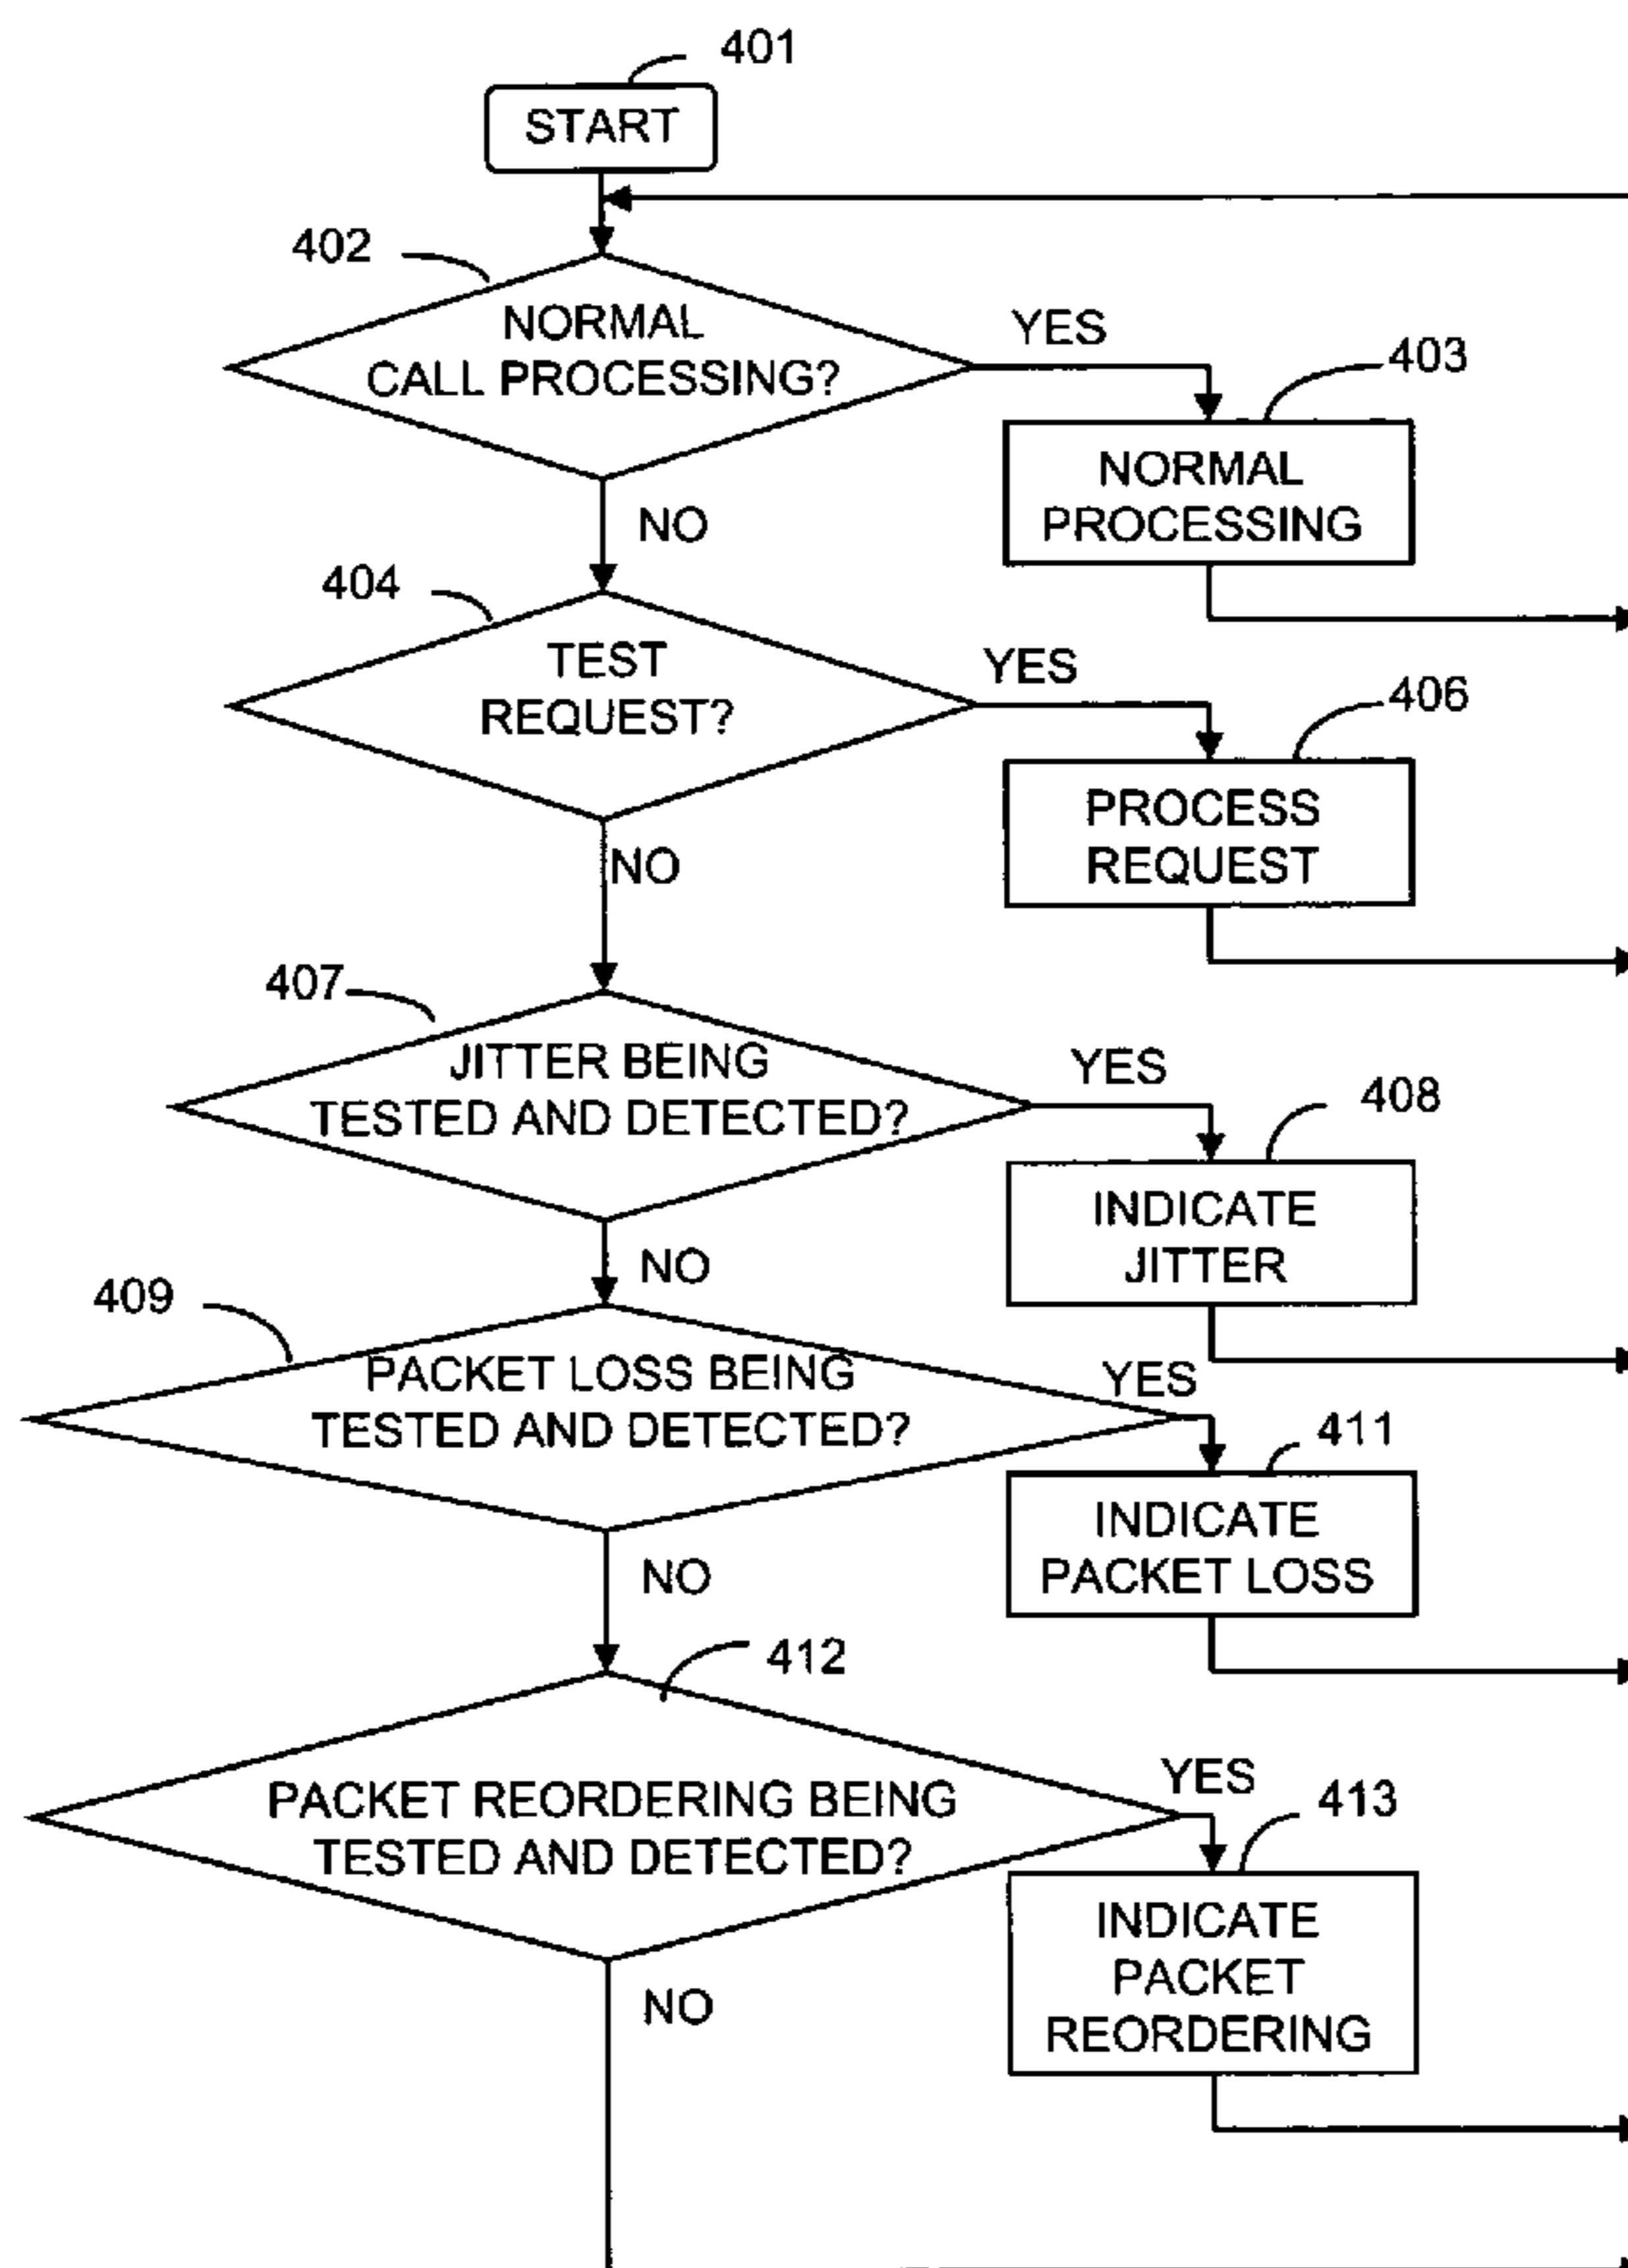 401
START
402
NORMAL
CALL PROCESSING?
YES
403
NORMAL
PROCESSING
NO
404
TEST
REQUEST?
YES
406
PROCESS
REQUEST
NO
407
JITTER BEING
TESTED AND DETECTED?
YES
408
INDICATE
JITTER
NO
409
PACKET LOSS BEING
TESTED AND DETECTED?
YES
411
INDICATE
PACKET LOSS
NO
412
PACKET REORDERING BEING
TESTED AND DETECTED?
YES
413
INDICATE
PACKET
REORDERING
NO